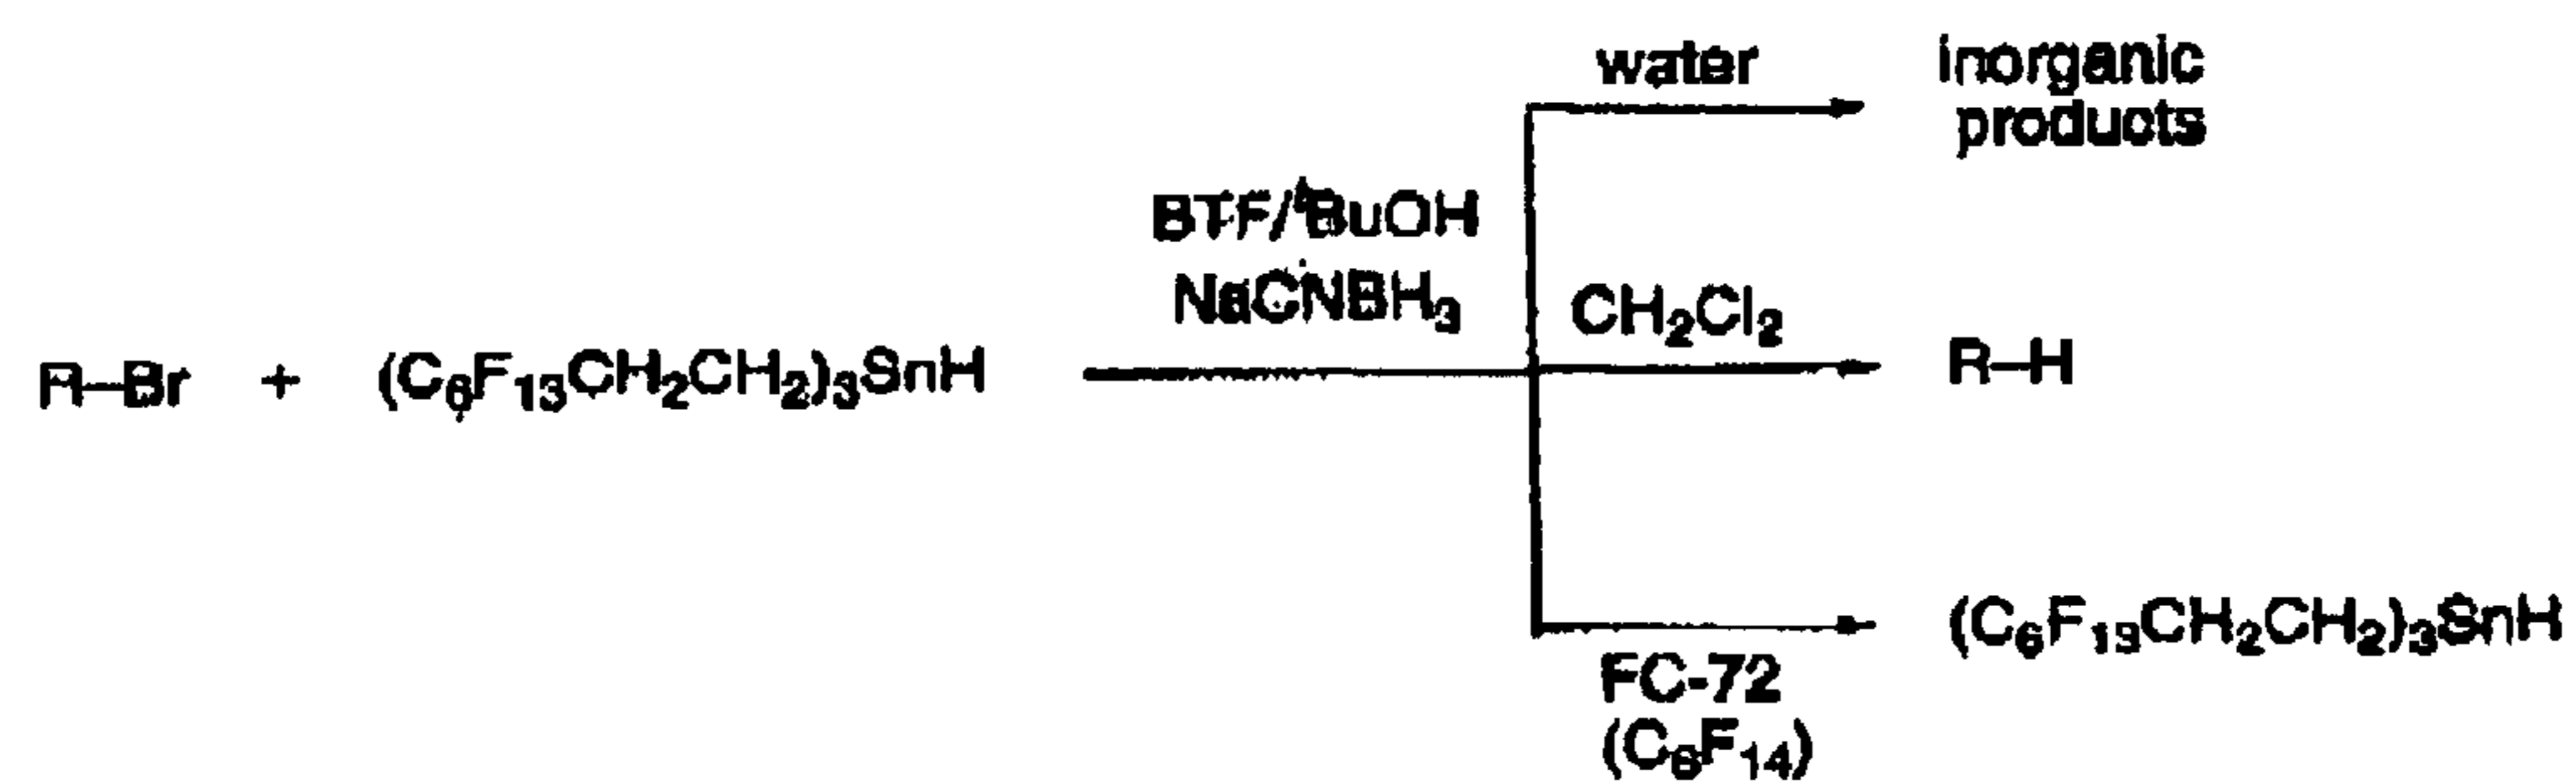 water
inorganic
products
BTF/ᵗBuOH
NaCNBH₃
CH₂Cl₂
R–Br + (C₆F₁₃CH₂CH₂)₃SnH
R–H
FC-72
(C₆F₁₄)
(C₆F₁₃CH₂CH₂)₃SnH